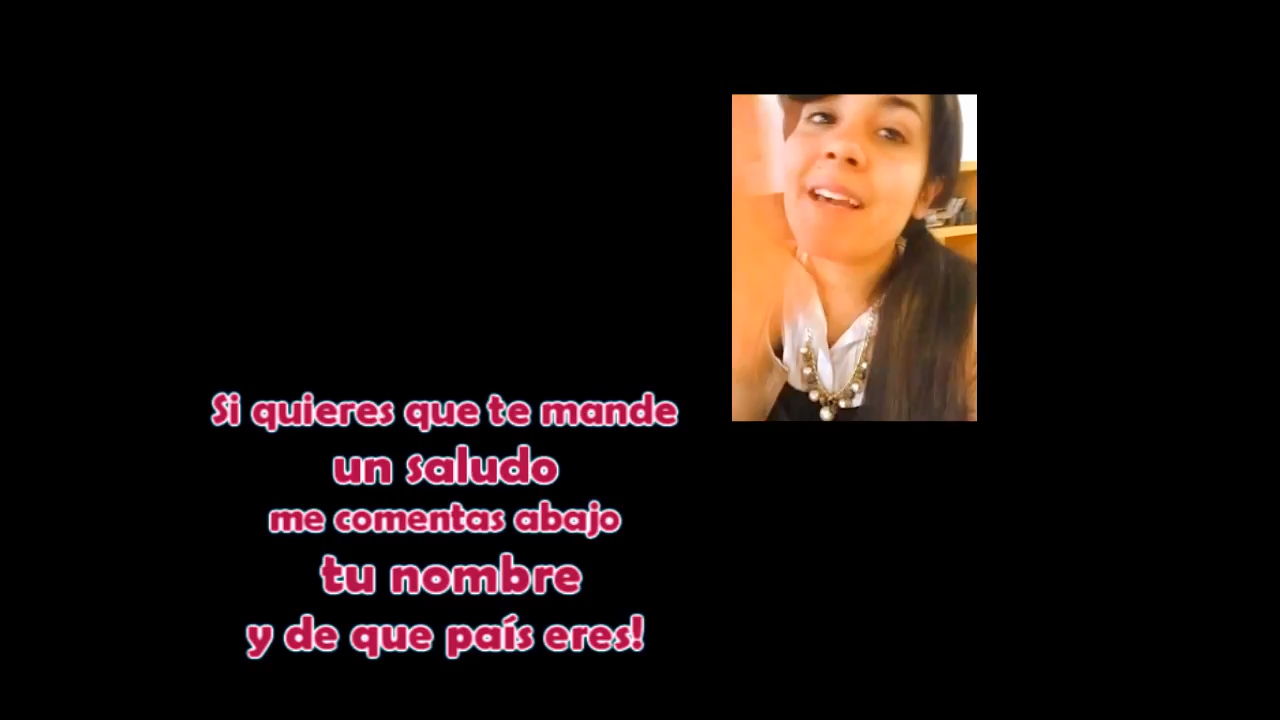 Si quieres que te mande
un saludo
me comentas abajo
tu nombre
y de que país eres!